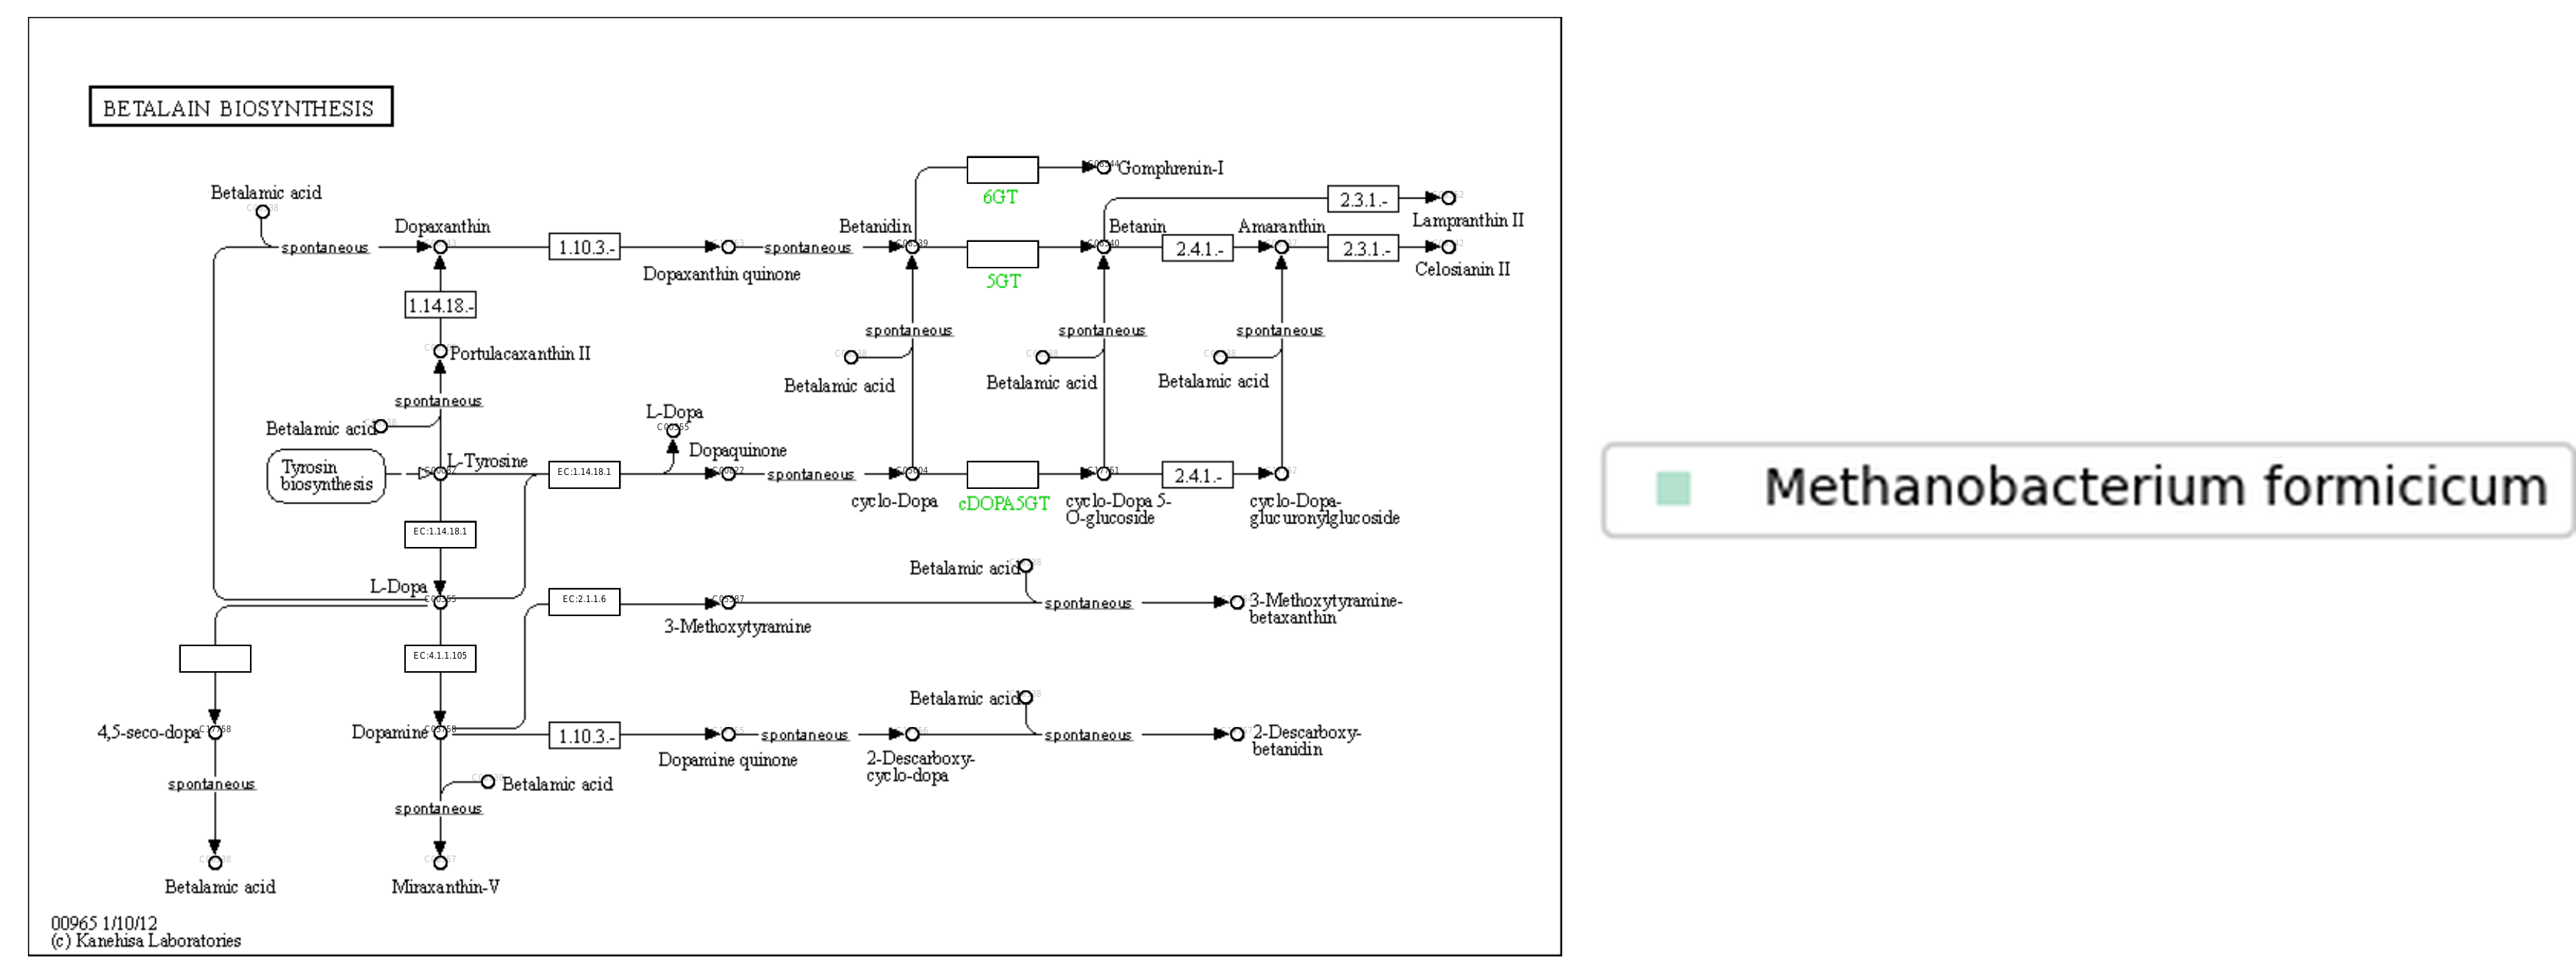 BETALAIN BIOSYNTHESIS
Gomphrenin-I
6GT
Betalamic acid
2.3.1.-
Lampranthin II
Dopaxanthin
Betanidin
Betanin
Amaranthin
spontaneous
1.10.3.-
spontaneous
2.4.1.-
2.3.1.-
Dopaxanthin quinone
5GT
Celosianin II
1.14.18.-
spontaneous
spontaneous
spontaneous
Portulacaxanthin II
Betalamic acid
Betalamic acid
Betalamic acid
spontaneous
L-Dopa
C00355
Betalamic acid
Dopaquinone
Tyrosin
biosynthesis
L-Tyrosine
EC:1.14.18.1
spontaneous
2.4.1.-
cyclo-Dopa
cDOPA5GT
cyclo-Dopa 5-
O-glucoside
cyclo-Dopa-
glucuronylglucoside
EC:1.14.18.1
Betalamic acid
L-Dopa
EC:2.1.1.6
spontaneous
3-Methoxytyramine-
betaxanthin
3-Methoxytyramine
EC:4.1.1.105
Betalamic acid
4,5-seco-dopa
Dopamine
1.10.3.-
spontaneous
spontaneous
2-Descarboxy-
betanidin
Dopamine quinone
2-Descarboxy-
cyclo-dopa
spontaneous
Betalamic acid
spontaneous
Betalamic acid
Miraxanthin-V
00965 1/10/12
(c) Kanehisa Laboratories
Methanobacterium formicicum